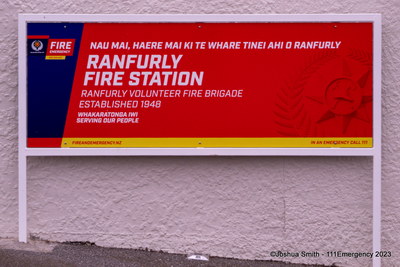 FIRE
EMERGENCY
NAU MAI, HAERE MAI KI TE WHARE TINEI AHI O RANFURLY
RANFURLY
FIRE STATION
RANFURLY VOLUNTEER FIRE BRIGADE
ESTABLISHED 1948
WHAKARATONGA IWI
SERVING OUR PEOPLE
FIREANDEMERGENCY.NZ
IN AN EMERGENCY CALL 111
©Joshua Smith - 111Emergency 2023